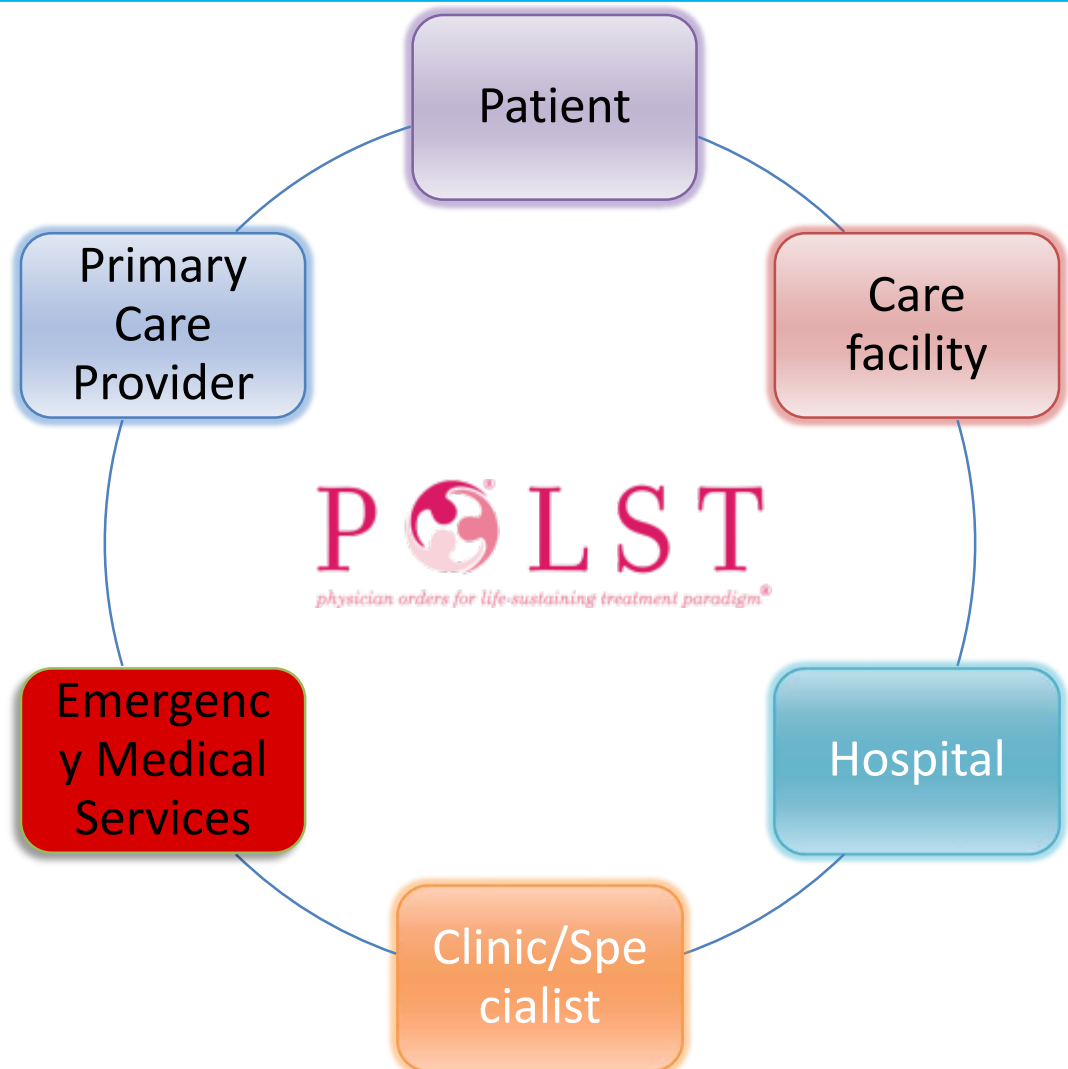 Patient
Primary
Care
Provider
Care
facility
P LST®
physician orders for life-sustaining treatment paradigm®
Emergenc
y Medical
Services
Hospital
Clinic/Spe
cialist